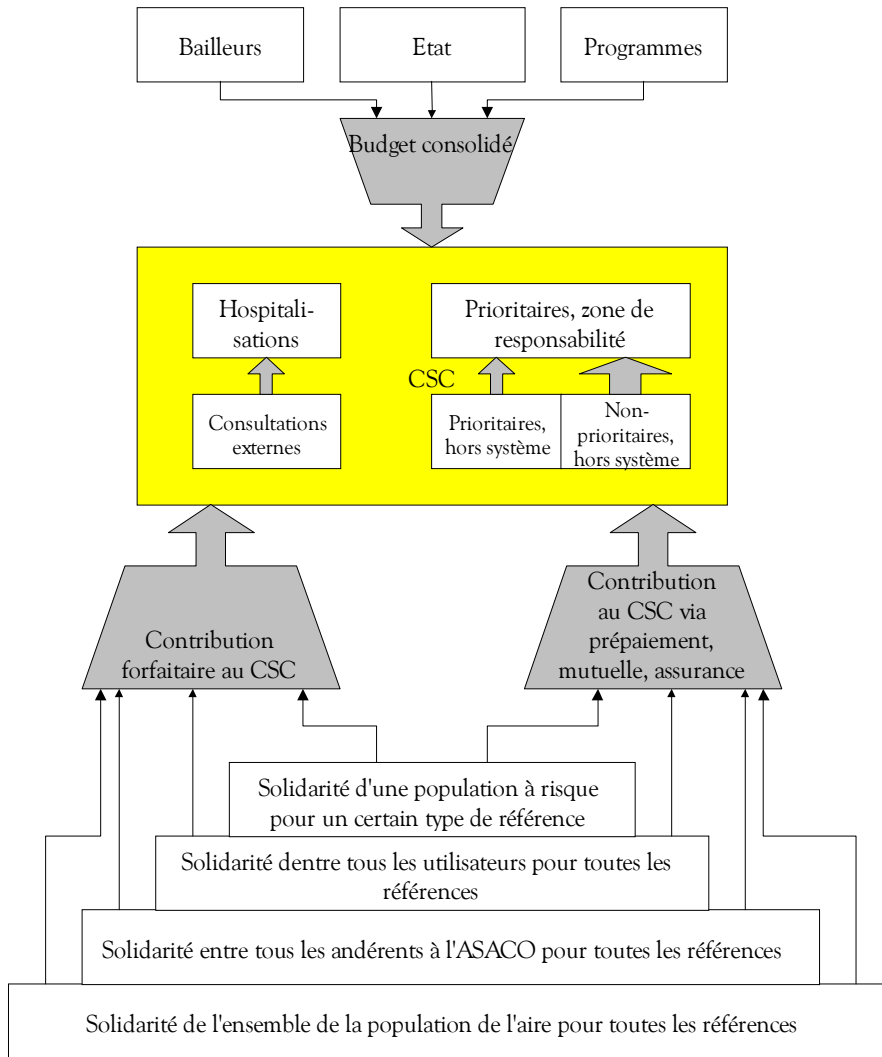 Bailleurs
Etat
Programmes
Budget consolidé
Hospitali-
sations
Prioritaires, zone de
responsabilité
CSC
Consultations
externes
Prioritaires,
hors système
Non-
prioritaires,
hors système
Contribution
forfaitaire au CSC
Contribution
au CSC via
prépaiement,
mutuelle, assurance
Solidarité d'une population à risque
pour un certain type de référence
Solidarité dentre tous les utilisateurs pour toutes les
références
Solidarité entre tous les andérents à l'ASACO pour toutes les références
Solidarité de l'ensemble de la population de l'aire pour toutes les références